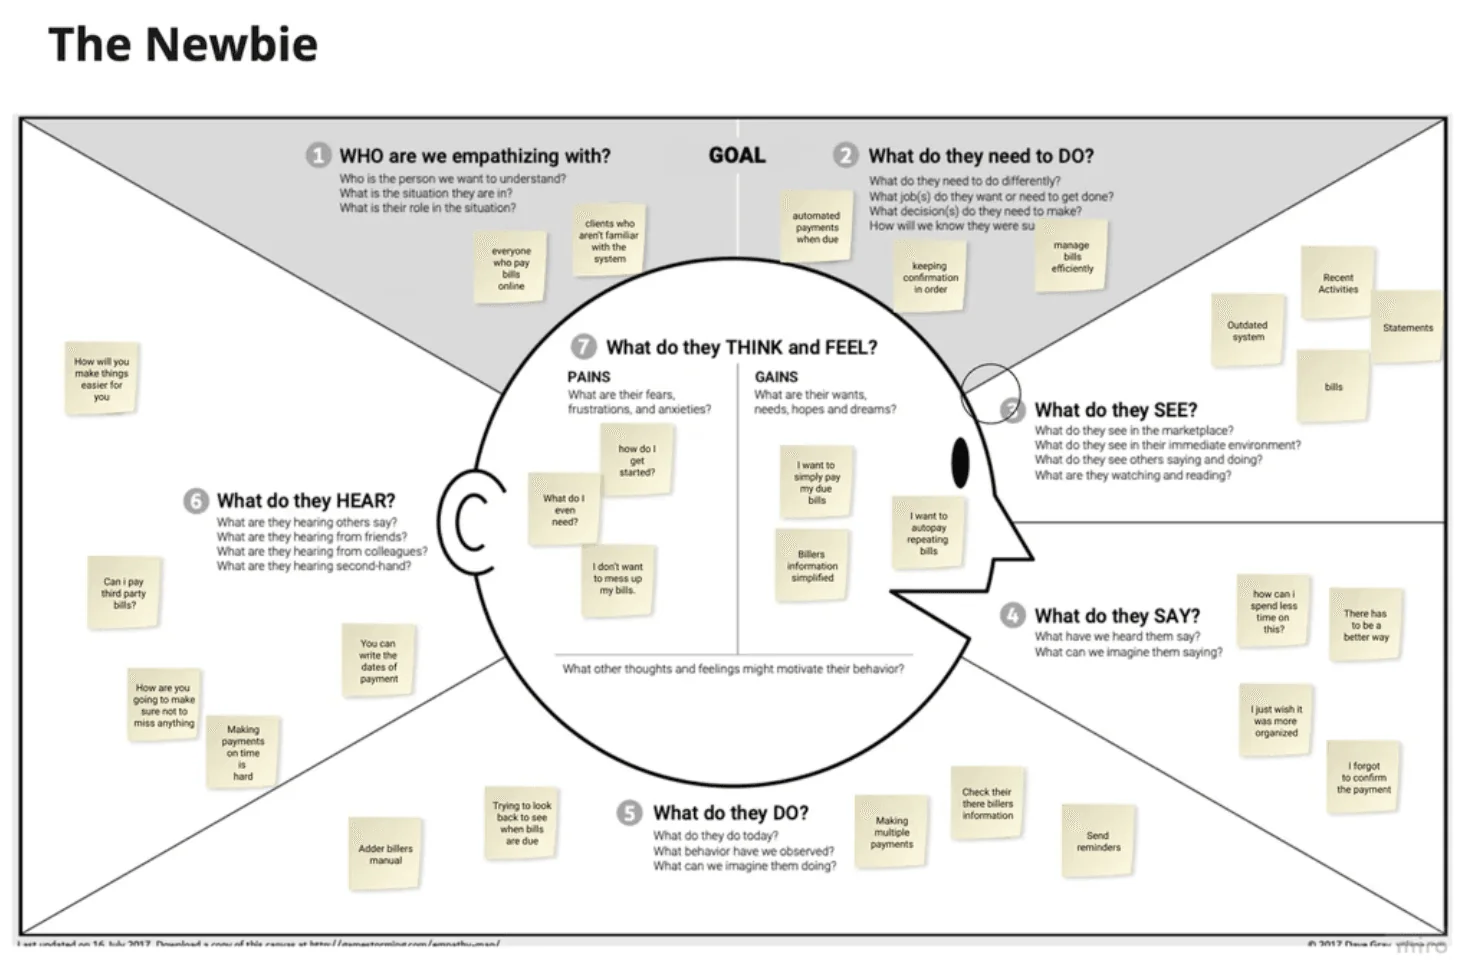 The Newbie
1 WHO are we empathizing with?
Who is the person we want to understand?
What is the situation they are in?
What is their role in the situation?
everyone
who pay
bills
online
clients who
aren't familiar
with the
system
GOAL
2 What do they need to DO?
What do they need to do differently?
What job(s) do they want or need to get done?
What decision(s) do they need to make?
How will we know they were su
automated
payments
when due
keeping
confirmation
in order
manage
bills
efficiently
Recent
Activities
Outdated
system
Statements
bills
3 What do they SEE?
What do they see in the marketplace?
What do they see in their immediate environment?
What do they see others saying and doing?
What are they watching and reading?
7 What do they THINK and FEEL?
PAINS
What are their fears,
frustrations, and anxieties?
how do I
get
started?
What do I
even
need?
I don't want
to mess up
my bills.
GAINS
What are their wants,
needs, hopes and dreams?
I want to
simply pay
my due
bills
I want to
autopay
repeating
bills
Billers
information
simplified
What other thoughts and feelings might motivate their behavior?
How will you
make things
easier for
you
6 What do they HEAR?
What are they hearing others say?
What are they hearing from friends?
What are they hearing from colleagues?
What are they hearing second-hand?
Can i pay
third party
bills?
You can
write the
dates of
payment
How are you
going to make
sure not to
miss anything
Making
payments
on time
is
hard
4 What do they SAY?
What have we heard them say?
What can we imagine them saying?
how can i
spend less
time on
this?
There has
to be a
better way
I just wish it
was more
organized
I forgot
to confirm
the payment
5 What do they DO?
What do they do today?
What behavior have we observed?
What can we imagine them doing?
Adder billers
manual
Trying to look
back to see
when bills
are due
Making
multiple
payments
Check their
there billers
information
Send
reminders
Last updated on 16 July 2017. Download a copy of this canvas at http://gamestorming.com/empathy-map/
© 2017 Dave Gray,
miro